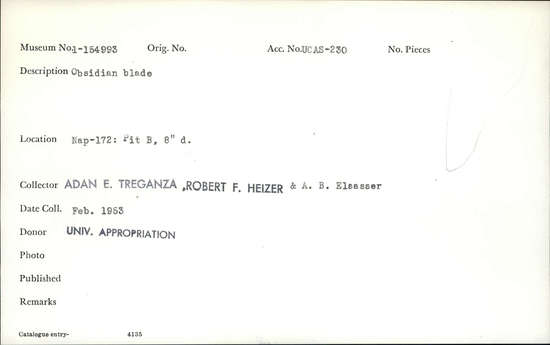 Museum No.1-154993 Orig. No. Acc. No.UCAS-230 No. Pieces
Description Obsidian blade
Location Nap-172: Pit B, 8" d.
Collector ADAN E. TREGANZA ,ROBERT F. HEIZER & A. B. Elsasser
Date Coll. Feb. 1953
Donor UNIV. APPROPRIATION
Photo
Published
Remarks
Catalogue entry- 4135